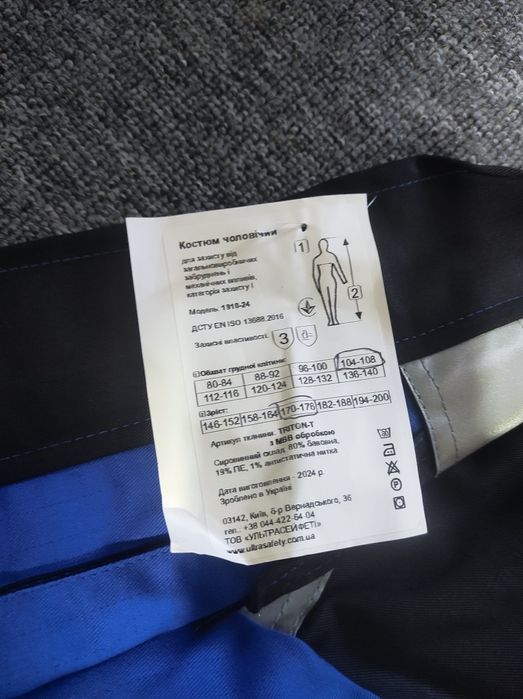 Костюм чоловічий
для захисту від
загальновиробничих
забруднень і
механічних впливів,
категорія захисту I
Модель: 1910-24
ДСТУ EN ISO 13688:2016
Захисні властивості: 3
1
2
Обхват грудної клітини:
80-84 88-92 96-100 104-108
112-116 120-124 128-132 136-140
Зріст:
146-152 158-164 170-176 182-188 194-200
Артикул тканини: TRITON-T
з МВВ обробкою
Сировинний склад: 80% бавовна,
19% ПЕ, 1% антистатична нитка
Дата виготовлення - 2024 р.
Зроблено в Україні
03142, Київ, б-р Вернадського, 36
тел.: +38 044-422-64-04
ТОВ «УЛЬТРАСЕЙФЕТІ»
www.ultrasafety.com.ua
P